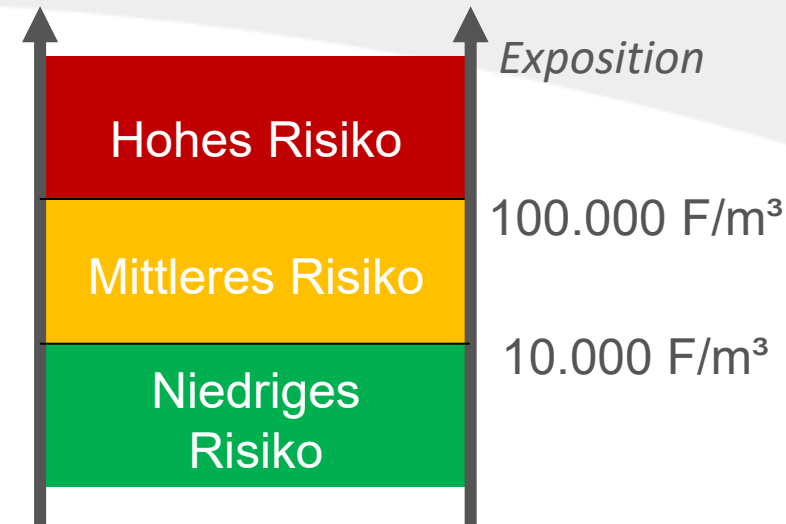 Exposition
Hohes Risiko
100.000 F/m³
Mittleres Risiko
10.000 F/m³
Niedriges
Risiko